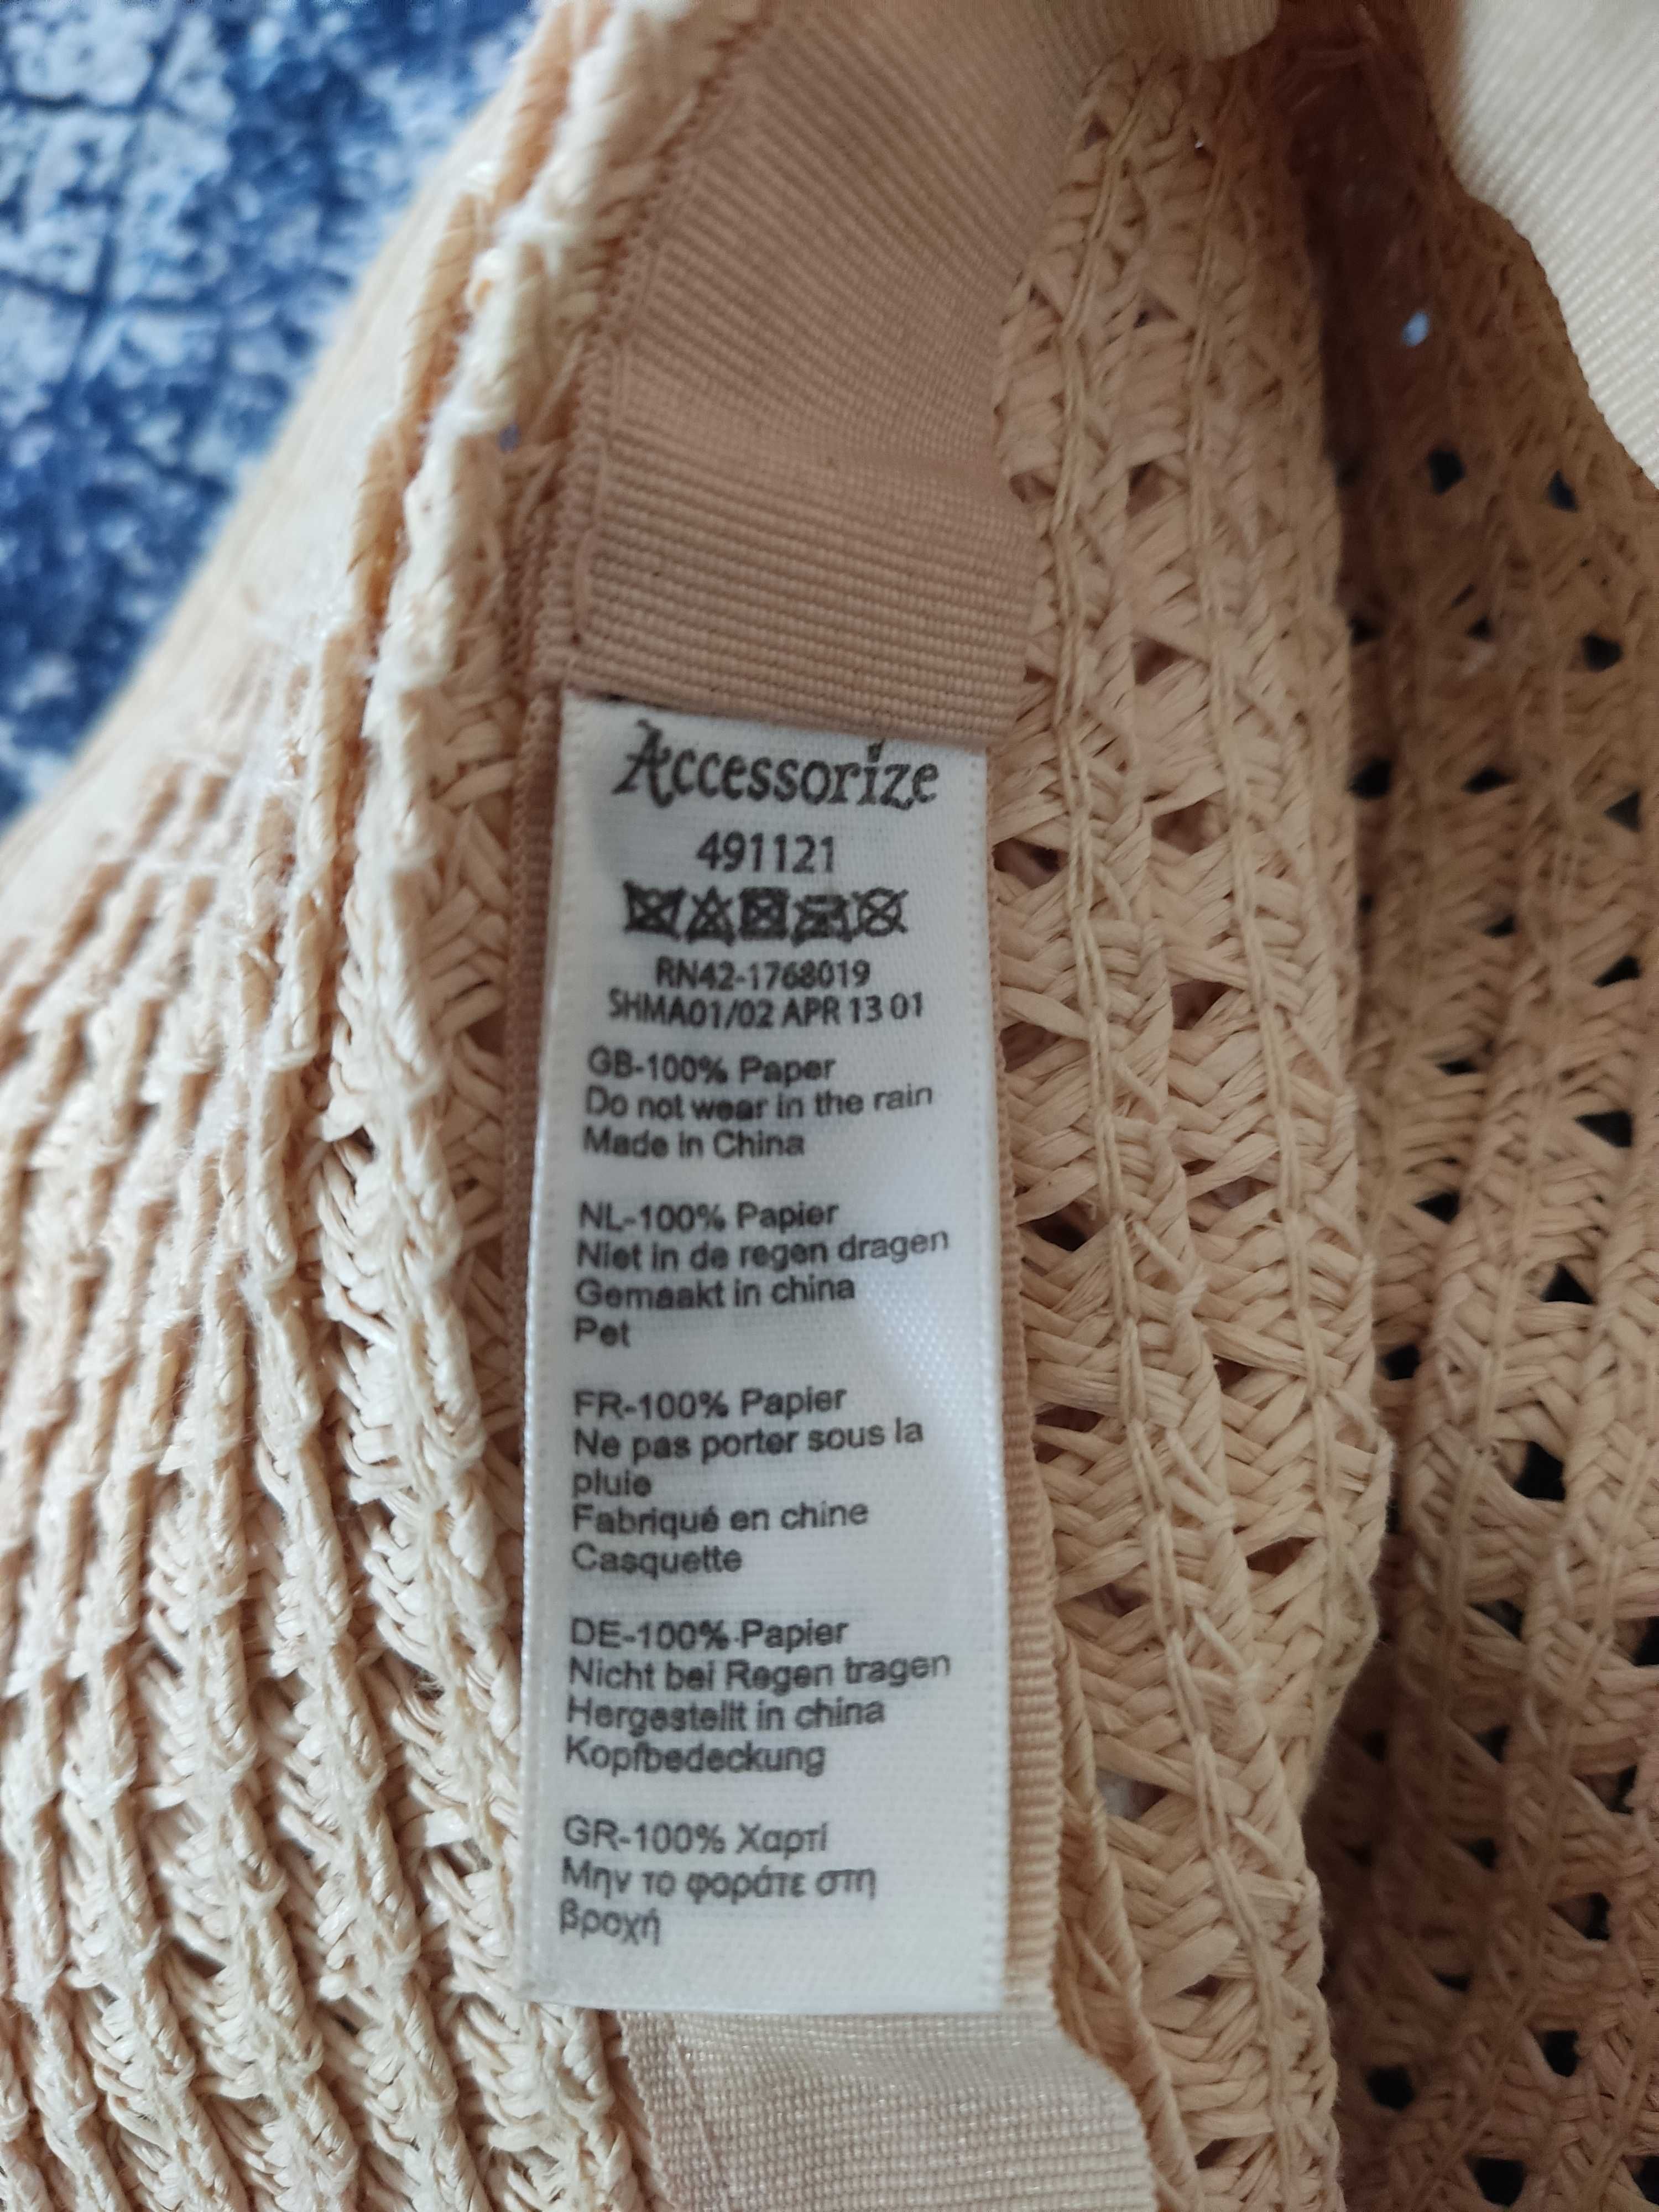 Accessorize
491121
RN42-1768019
SHMA01/02 APR 13 01
GB-100% Paper
Do not wear in the rain
Made in China
NL-100% Papier
Niet in de regen dragen
Gemaakt in china
Pet
FR-100% Papier
Ne pas porter sous la
pluie
Fabriqué en chine
Casquette
DE-100% Papier
Nicht bei Regen tragen
Hergestellt in china
Kopfbedeckung
GR-100% Χαρτί
Μην το φοράτε στη
βροχή